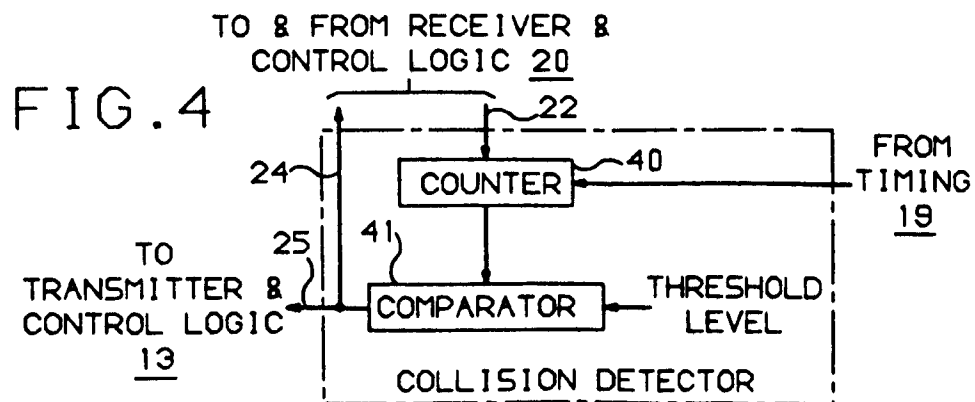 TO & FROM RECEIVER &
CONTROL LOGIC 20
FIG.4
22
24
40
COUNTER
FROM
TIMING
19
41
25
TO
TRANSMITTER &
CONTROL LOGIC
13
COMPARATOR
THRESHOLD
LEVEL
COLLISION DETECTOR